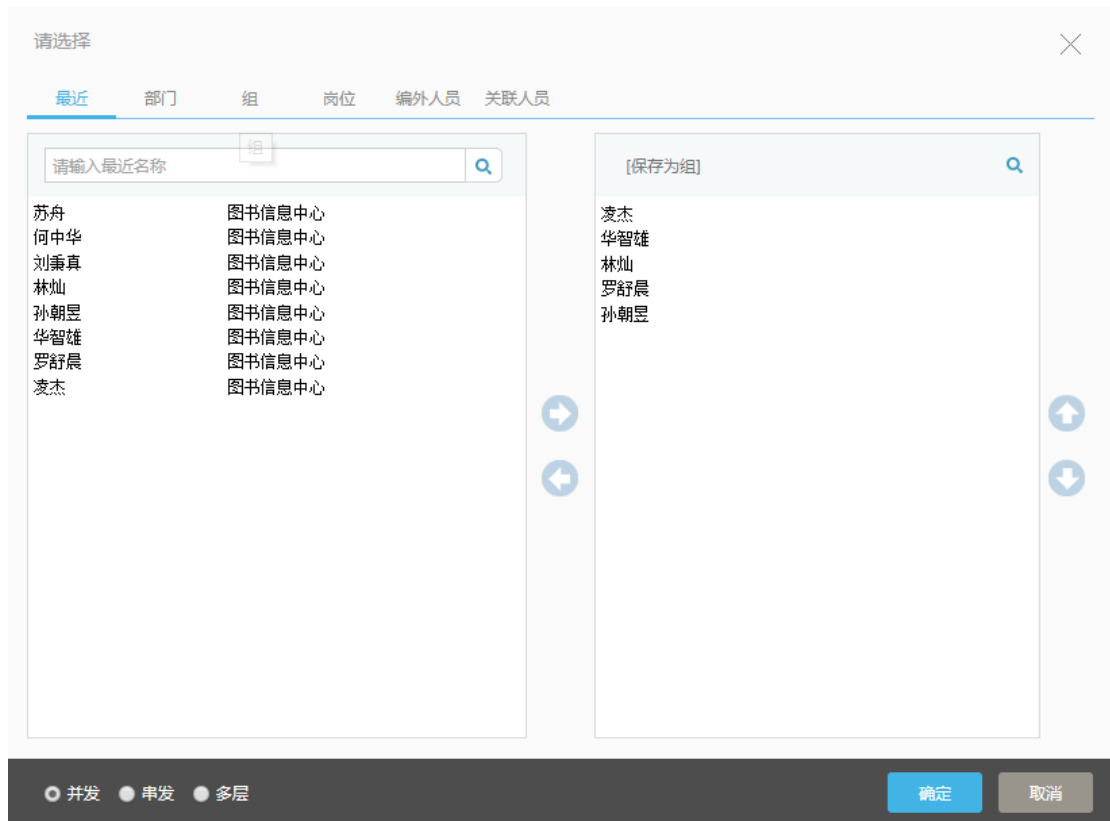 请选择
最近 部门 组 岗位 编外人员 关联人员
组
请输入最近名称
[保存为组]
苏舟 图书信息中心
何中华 图书信息中心
刘秉真 图书信息中心
林灿 图书信息中心
孙朝昱 图书信息中心
华智雄 图书信息中心
罗舒晨 图书信息中心
凌杰 图书信息中心
凌杰
华智雄
林灿
罗舒晨
孙朝昱
并发 串发 多层 确定 取消